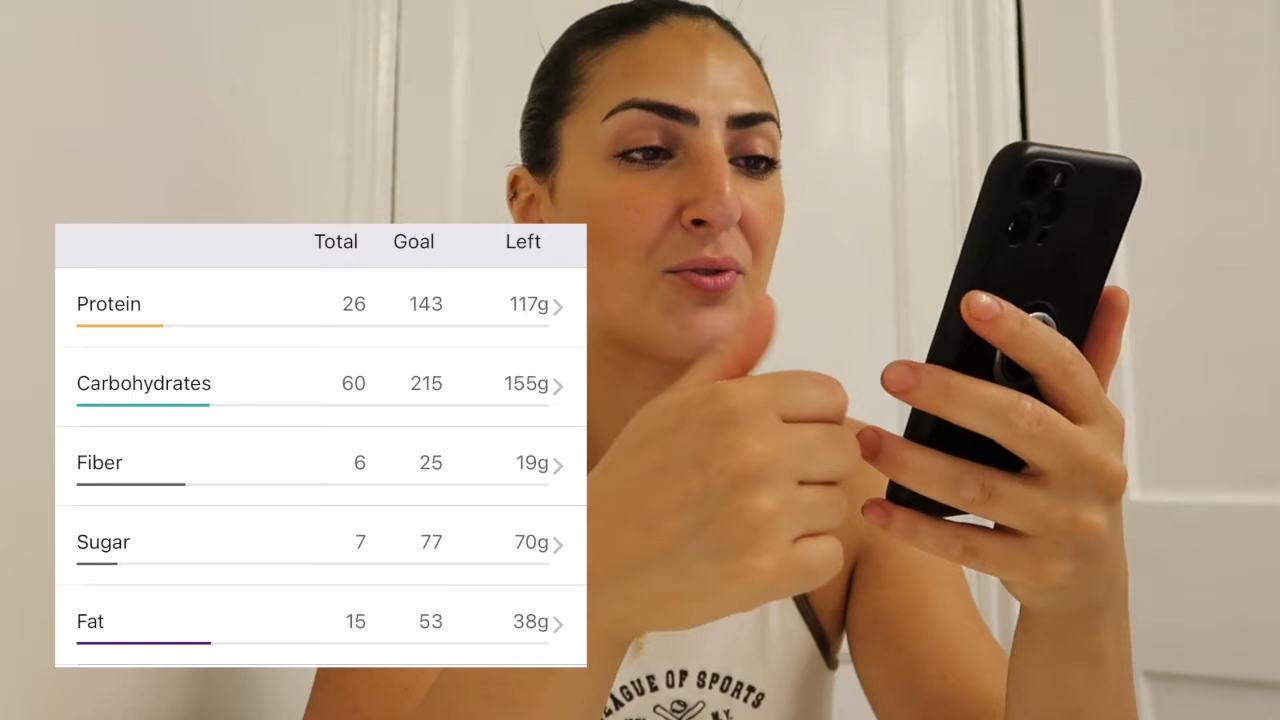 Total Goal Left
Protein 26 143 117g
Carbohydrates 60 215 155g
Fiber 6 25 19g
Sugar 7 77 70g
Fat 15 53 38g
OF SPORTS
N.Y.